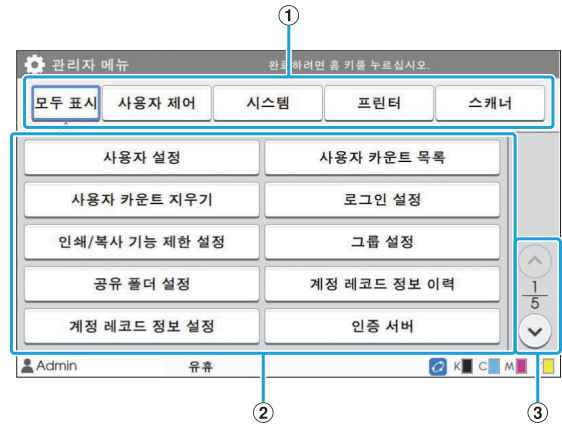 ①
관리자 메뉴 완료하려면 홈 키를 누르십시오.
모두 표시 사용자 제어 시스템 프린터 스캐너
사용자 설정 사용자 카운트 목록
사용자 카운트 지우기 로그인 설정
인쇄/복사 기능 제한 설정 그룹 설정
공유 폴더 설정 계정 레코드 정보 이력
1
5
계정 레코드 정보 설정 인증 서버
Admin 유휴 K C M
② ③